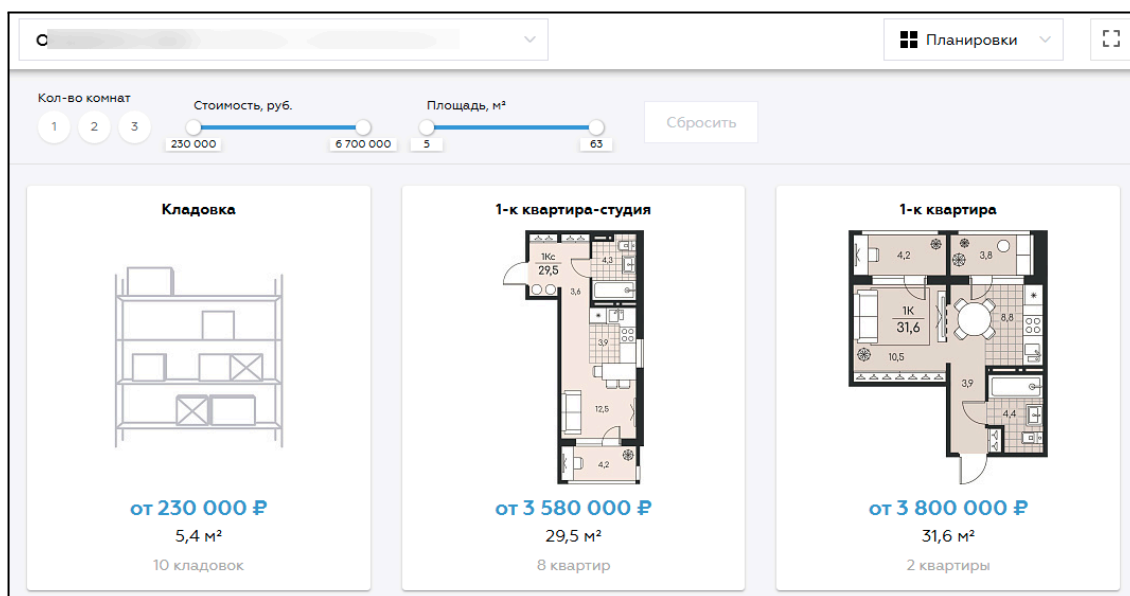 О
Планировки
Кол-во комнат
1 2 3
Стоимость, руб.
230 000 6 700 000
Площадь, м²
5 63
Сбросить
Кладовка
от 230 000 ₽
5,4 м²
10 кладовок
1-к квартира-студия
1Кс
29,5
4,3
3,6
3,9
12,5
4,2
от 3 580 000 ₽
29,5 м²
8 квартир
1-к квартира
4,2
3,8
1К
31,6
8,8
10,5
3,9
4,4
от 3 800 000 ₽
31,6 м²
2 квартиры